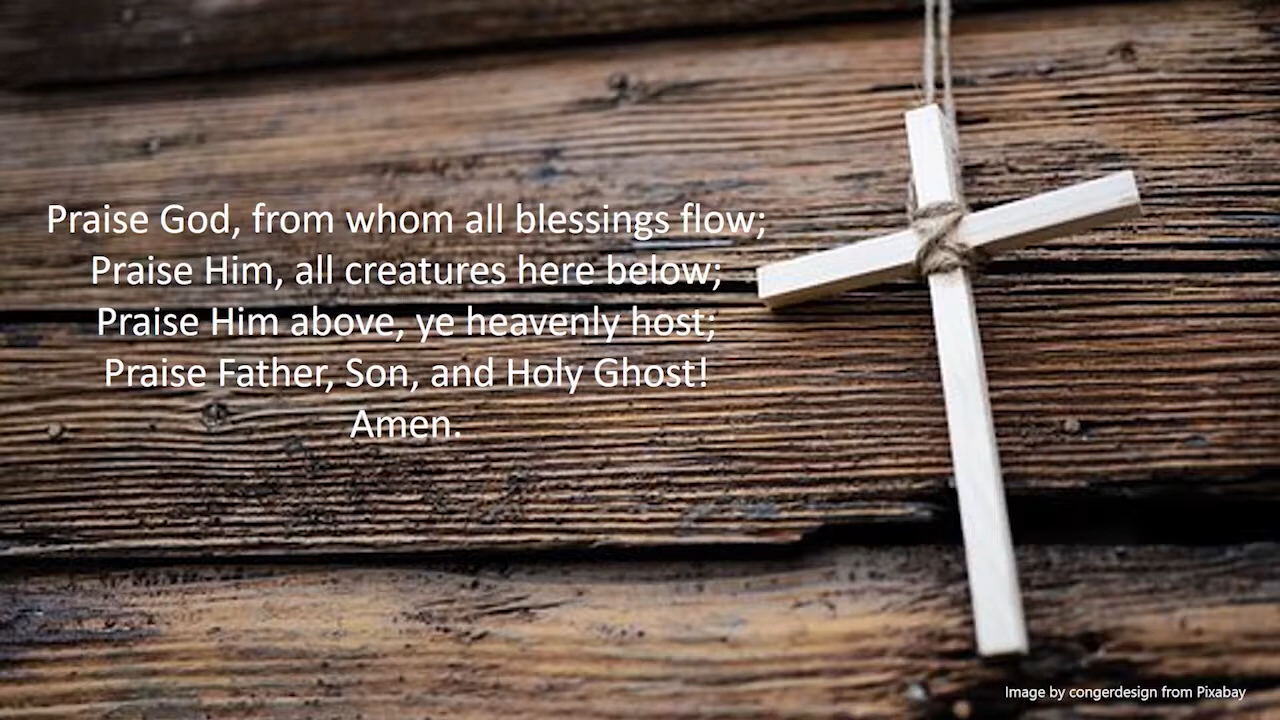 Praise God, from whom all blessings flow;
Praise Him, all creatures here below;
Praise Him above, ye heavenly host;
Praise Father, Son, and Holy Ghost!
Amen.
Image by congerdesign from Pixabay